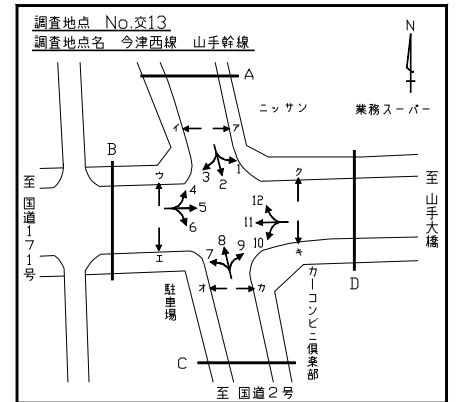 調査地点 No.交13
調査地点名 今津西線 山手幹線
N
A
ニッサン
業務スーパー
B
イ
ア
ウ
ク
3
2
1
4
5
6
12
11
10
至 国道171号
至 山手大橋
エ
キ
7
8
9
オ
カ
駐車場
カーコンビニ倶楽部
D
C
至 国道2号